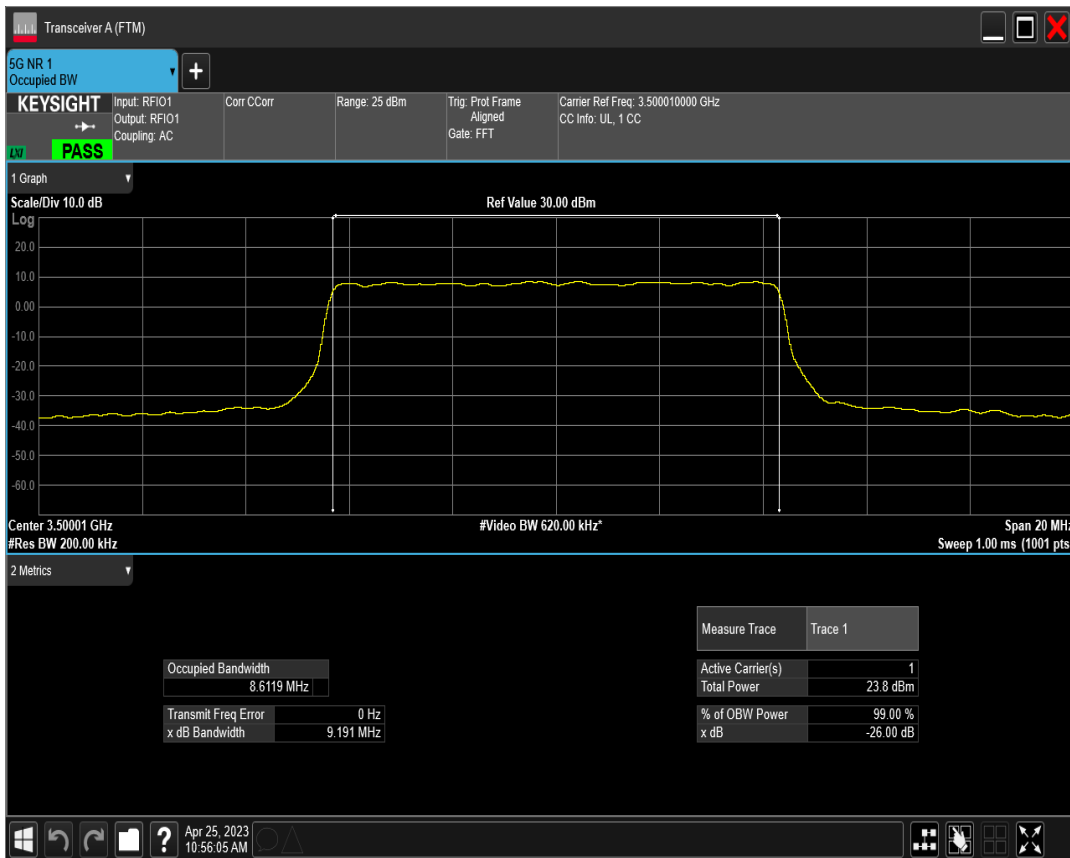 Transceiver A (FTM)
5G NR 1
Occupied BW
+
KEYSIGHT
LXI
PASS
Input: RFIO1
Output: RFIO1
Coupling: AC
Corr CCorr
Range: 25 dBm
Trig: Prot Frame
Aligned
Gate: FFT
Carrier Ref Freq: 3.500010000 GHz
CC Info: UL, 1 CC
1 Graph
Scale/Div 10.0 dB
Ref Value 30.00 dBm
Log
20.0
10.0
0.00
-10.0
-20.0
-30.0
-40.0
-50.0
-60.0
Center 3.50001 GHz
#Video BW 620.00 kHz*
Span 20 MHz
#Res BW 200.00 kHz
Sweep 1.00 ms (1001 pts
2 Metrics
Measure Trace Trace 1
Occupied Bandwidth
8.6119 MHz
Active Carrier(s) 1
Total Power 23.8 dBm
Transmit Freq Error 0 Hz
x dB Bandwidth 9.191 MHz
% of OBW Power 99.00 %
x dB -26.00 dB
?
Apr 25, 2023
10:56:05 AM